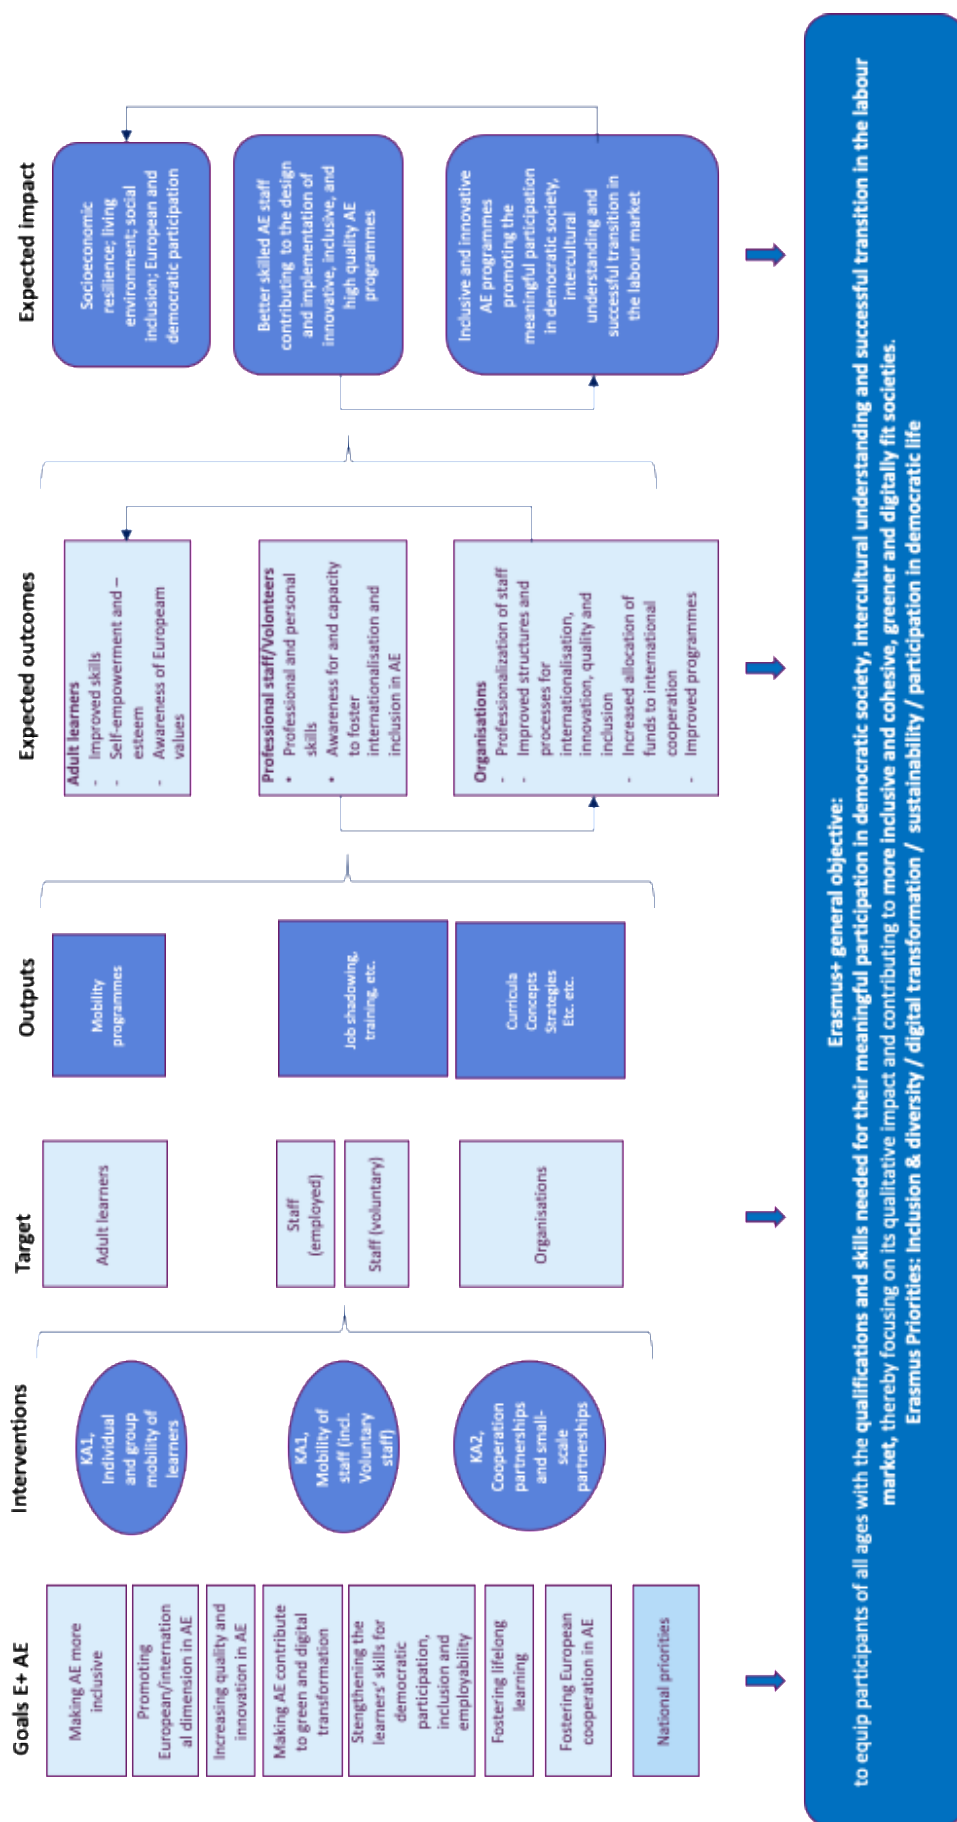 Goals E+ AE
Making AE more
inclusive
Promoting
European/internation
al dimension in AE
Increasing quality and
innovation in AE
Making AE contribute
to green and digital
transformation
Stengthening the
learners' skills for
democratic
participation,
inclusion and
employability
Fostering lifelong
learning
Fostering European
cooperation in AE
National priorities
Interventions
KA1,
Individual
and group
mobility of
learners
KA1,
Mobility of
staff (incl.
Voluntary
staff)
KA2,
Cooperation
partnerships
and small-
scale
partnerships
Target
Adult learners
Staff
(employed)
Staff (voluntary)
Organisations
Outputs
Mobility
programmes
Job shadowing,
training, etc.
Curricula
Concepts
Strategies
Etc. etc.
Expected outcomes
Adult learners
- Improved skills
- Self-empowerment and –
esteem
- Awareness of Europeam
values
Professional staff/Volonteers
• Professional and personal
skills
• Awareness for and capacity
to foster
internationalisation and
inclusion in AE
Organisations
- Professionalization of staff
- Improved structures and
processes for
internationalisation,
innovation, quality and
inclusion
- Increased allocation of
funds to international
cooperation
- Improved programmes
Expected impact
Socioeconomic
resilience; living
environment; social
inclusion; European and
democratic participation
Better skilled AE staff
contributing to the design
and implementation of
innovative, inclusive, and
high quality AE
programmes
Inclusive and innovative
AE programmes
promoting the
meaningful participation
in democratic society,
intercultural
understanding and
successful transition in
the labour market
Erasmus+ general objective:
to equip participants of all ages with the qualifications and skills needed for their meaningful participation in democratic society, intercultural understanding and successful transition in the labour
market, thereby focusing on its qualitative impact and contributing to more inclusive and cohesive, greener and digitally fit societies.
Erasmus Priorities: Inclusion & diversity / digital transformation / sustainability / participation in democratic life